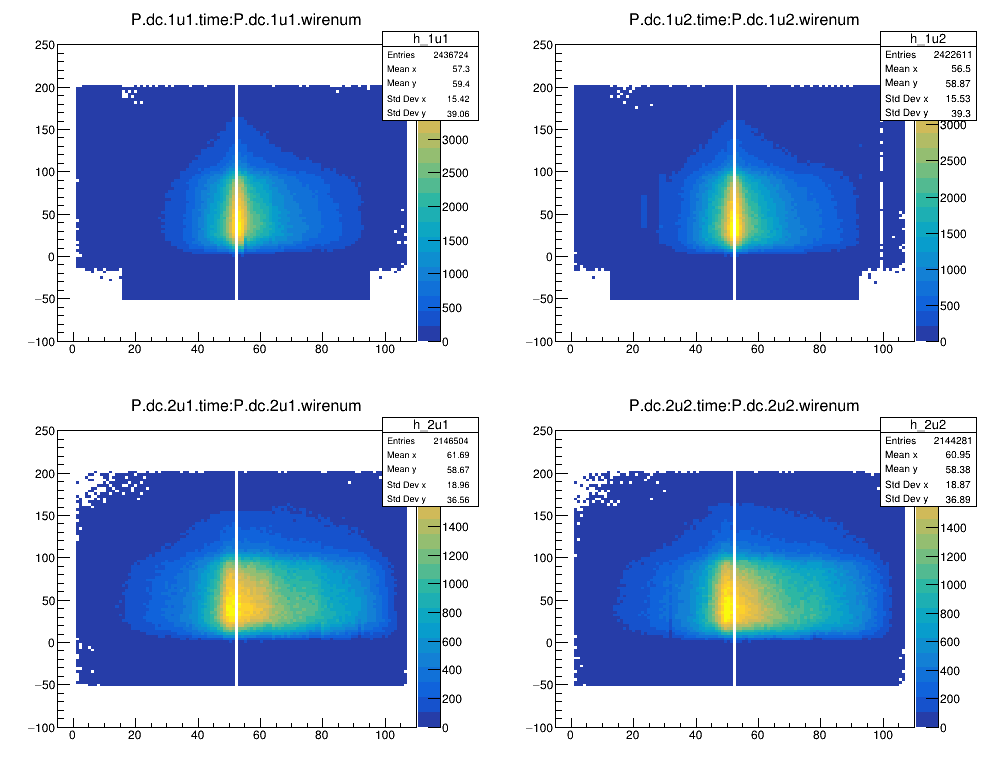 P.dc.1u1.time:P.dc.1u1.wirenum
h_1u1
Entries 2436724
Mean x 57.3
Mean y 59.4
Std Dev x 15.42
Std Dev y 39.06
250
200
150
100
50
0
−50
−100
0 20 40 60 80 100
3000
2500
2000
1500
1000
500
0
P.dc.1u2.time:P.dc.1u2.wirenum
h_1u2
Entries 2422611
Mean x 56.5
Mean y 58.87
Std Dev x 15.53
Std Dev y 39.3
250
200
150
100
50
0
−50
−100
0 20 40 60 80 100
3000
2500
2000
1500
1000
500
0
P.dc.2u1.time:P.dc.2u1.wirenum
h_2u1
Entries 2146504
Mean x 61.69
Mean y 58.67
Std Dev x 18.96
Std Dev y 36.56
250
200
150
100
50
0
−50
−100
0 20 40 60 80 100
1400
1200
1000
800
600
400
200
0
P.dc.2u2.time:P.dc.2u2.wirenum
h_2u2
Entries 2144281
Mean x 60.95
Mean y 58.38
Std Dev x 18.87
Std Dev y 36.89
250
200
150
100
50
0
−50
−100
0 20 40 60 80 100
1400
1200
1000
800
600
400
200
0